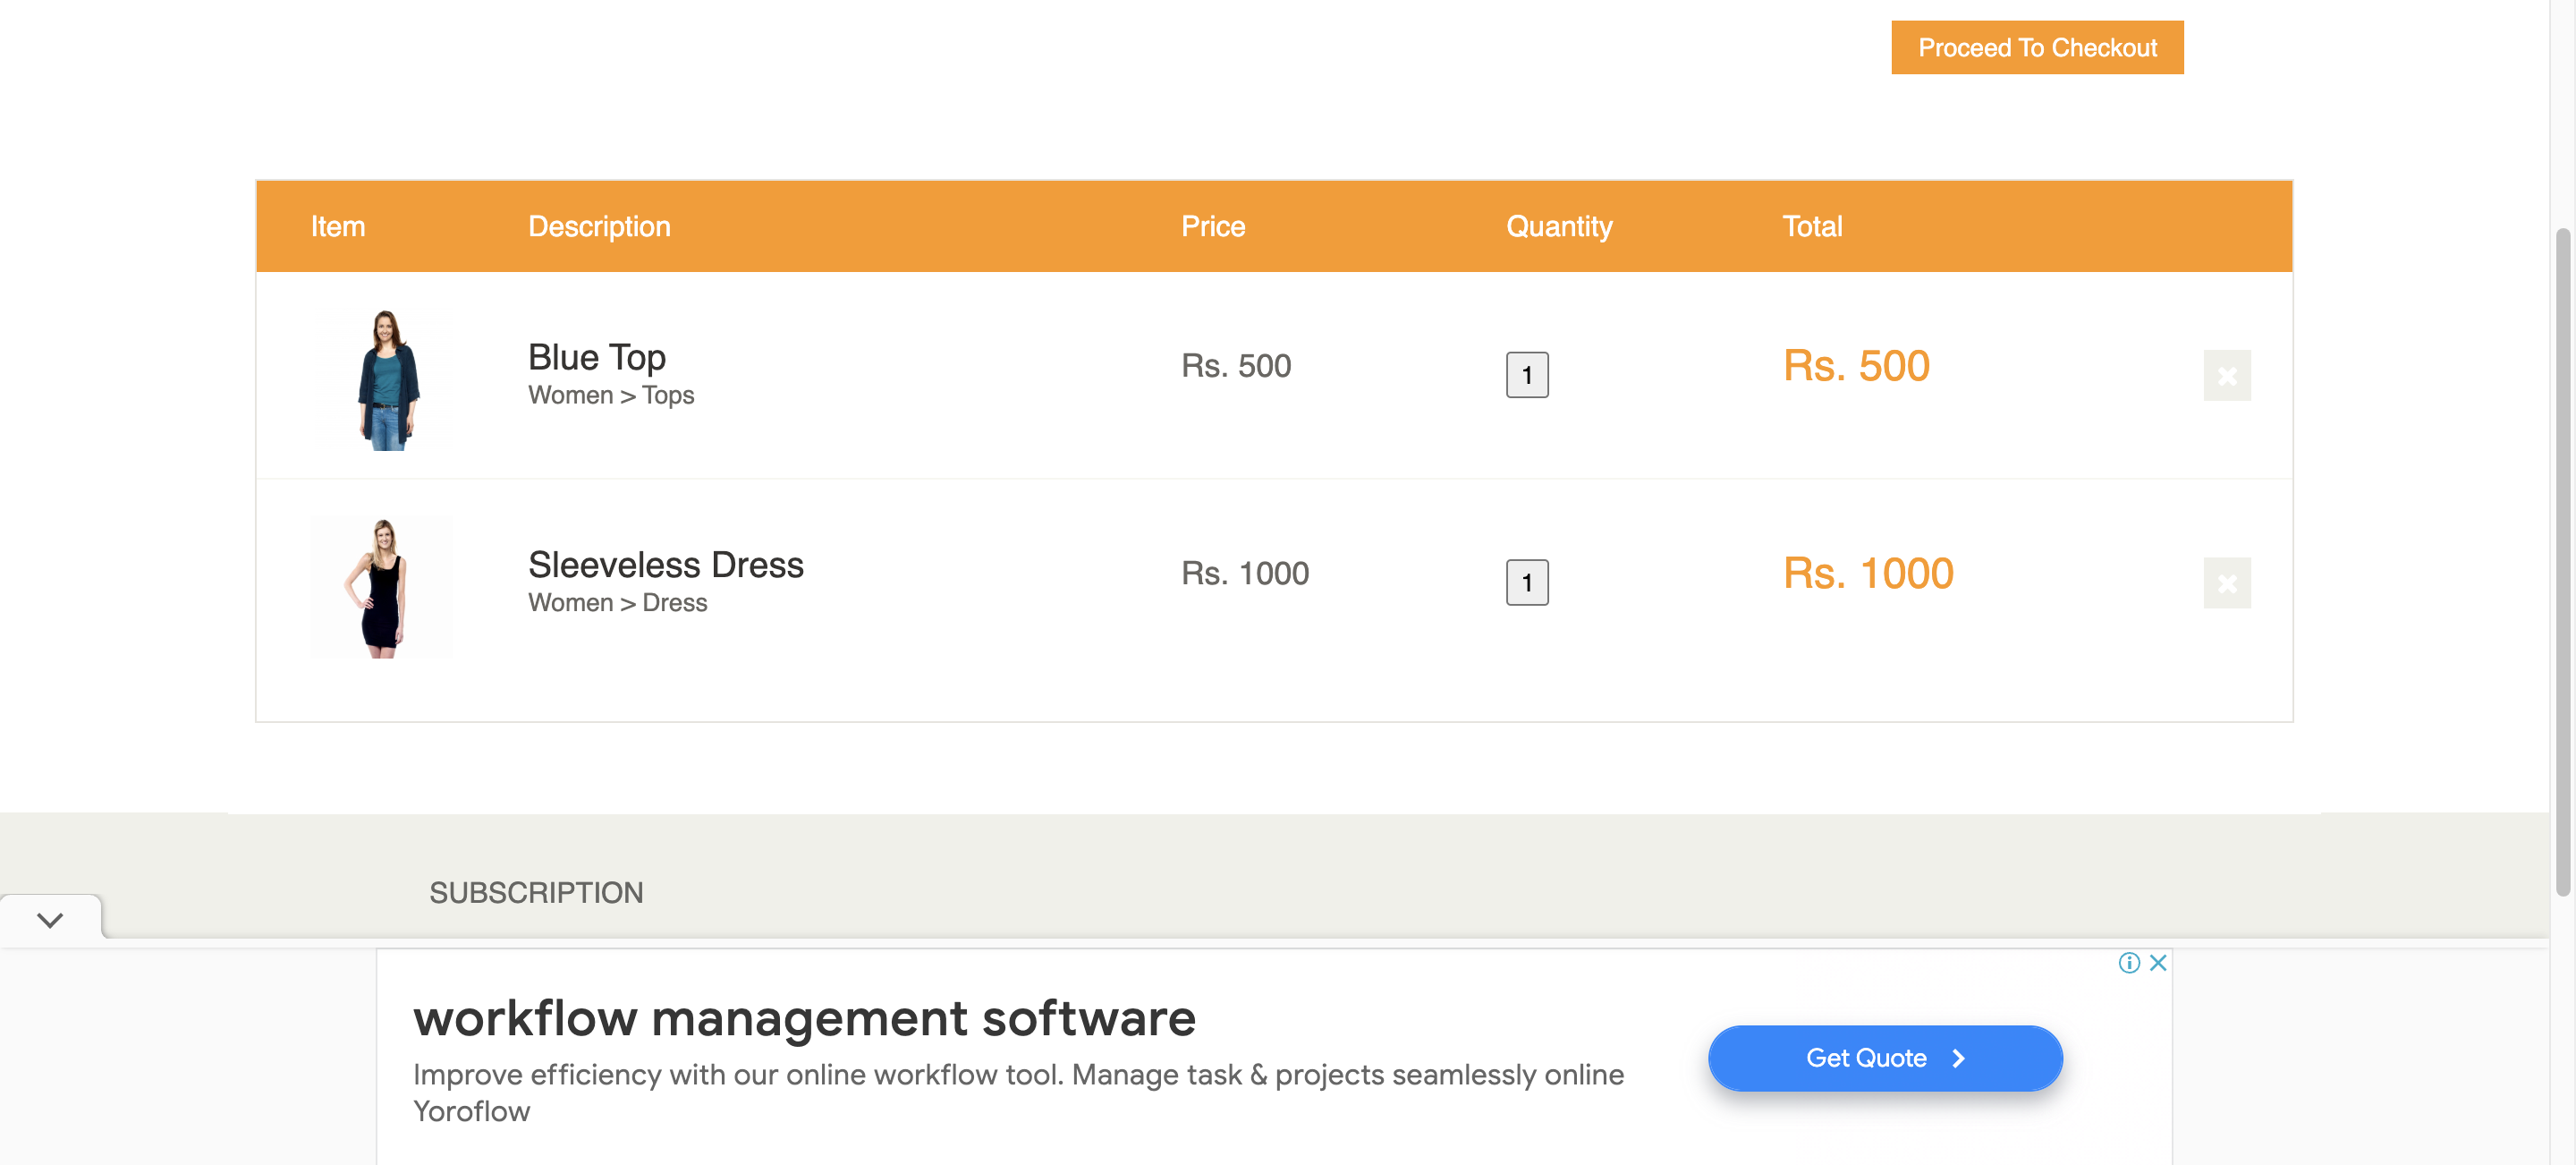 Proceed To Checkout
Item Description Price Quantity Total
Blue Top
Women > Tops
Rs. 500
1
Rs. 500
Sleeveless Dress
Women > Dress
Rs. 1000
1
Rs. 1000
SUBSCRIPTION
workflow management software
Improve efficiency with our online workflow tool. Manage task & projects seamlessly online
Yoroflow
Get Quote